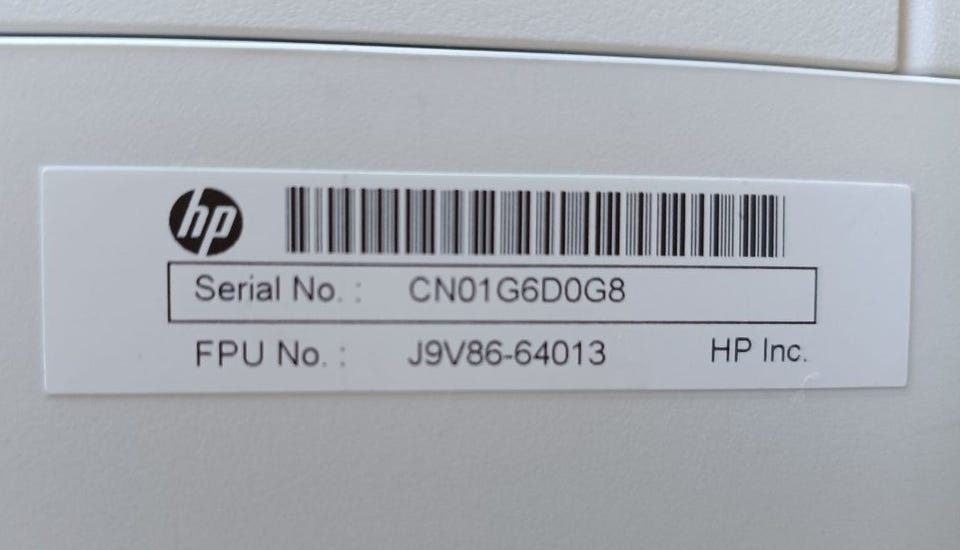 hp
Serial No. : CN01G6D0G8
FPU No. : J9V86-64013 HP Inc.